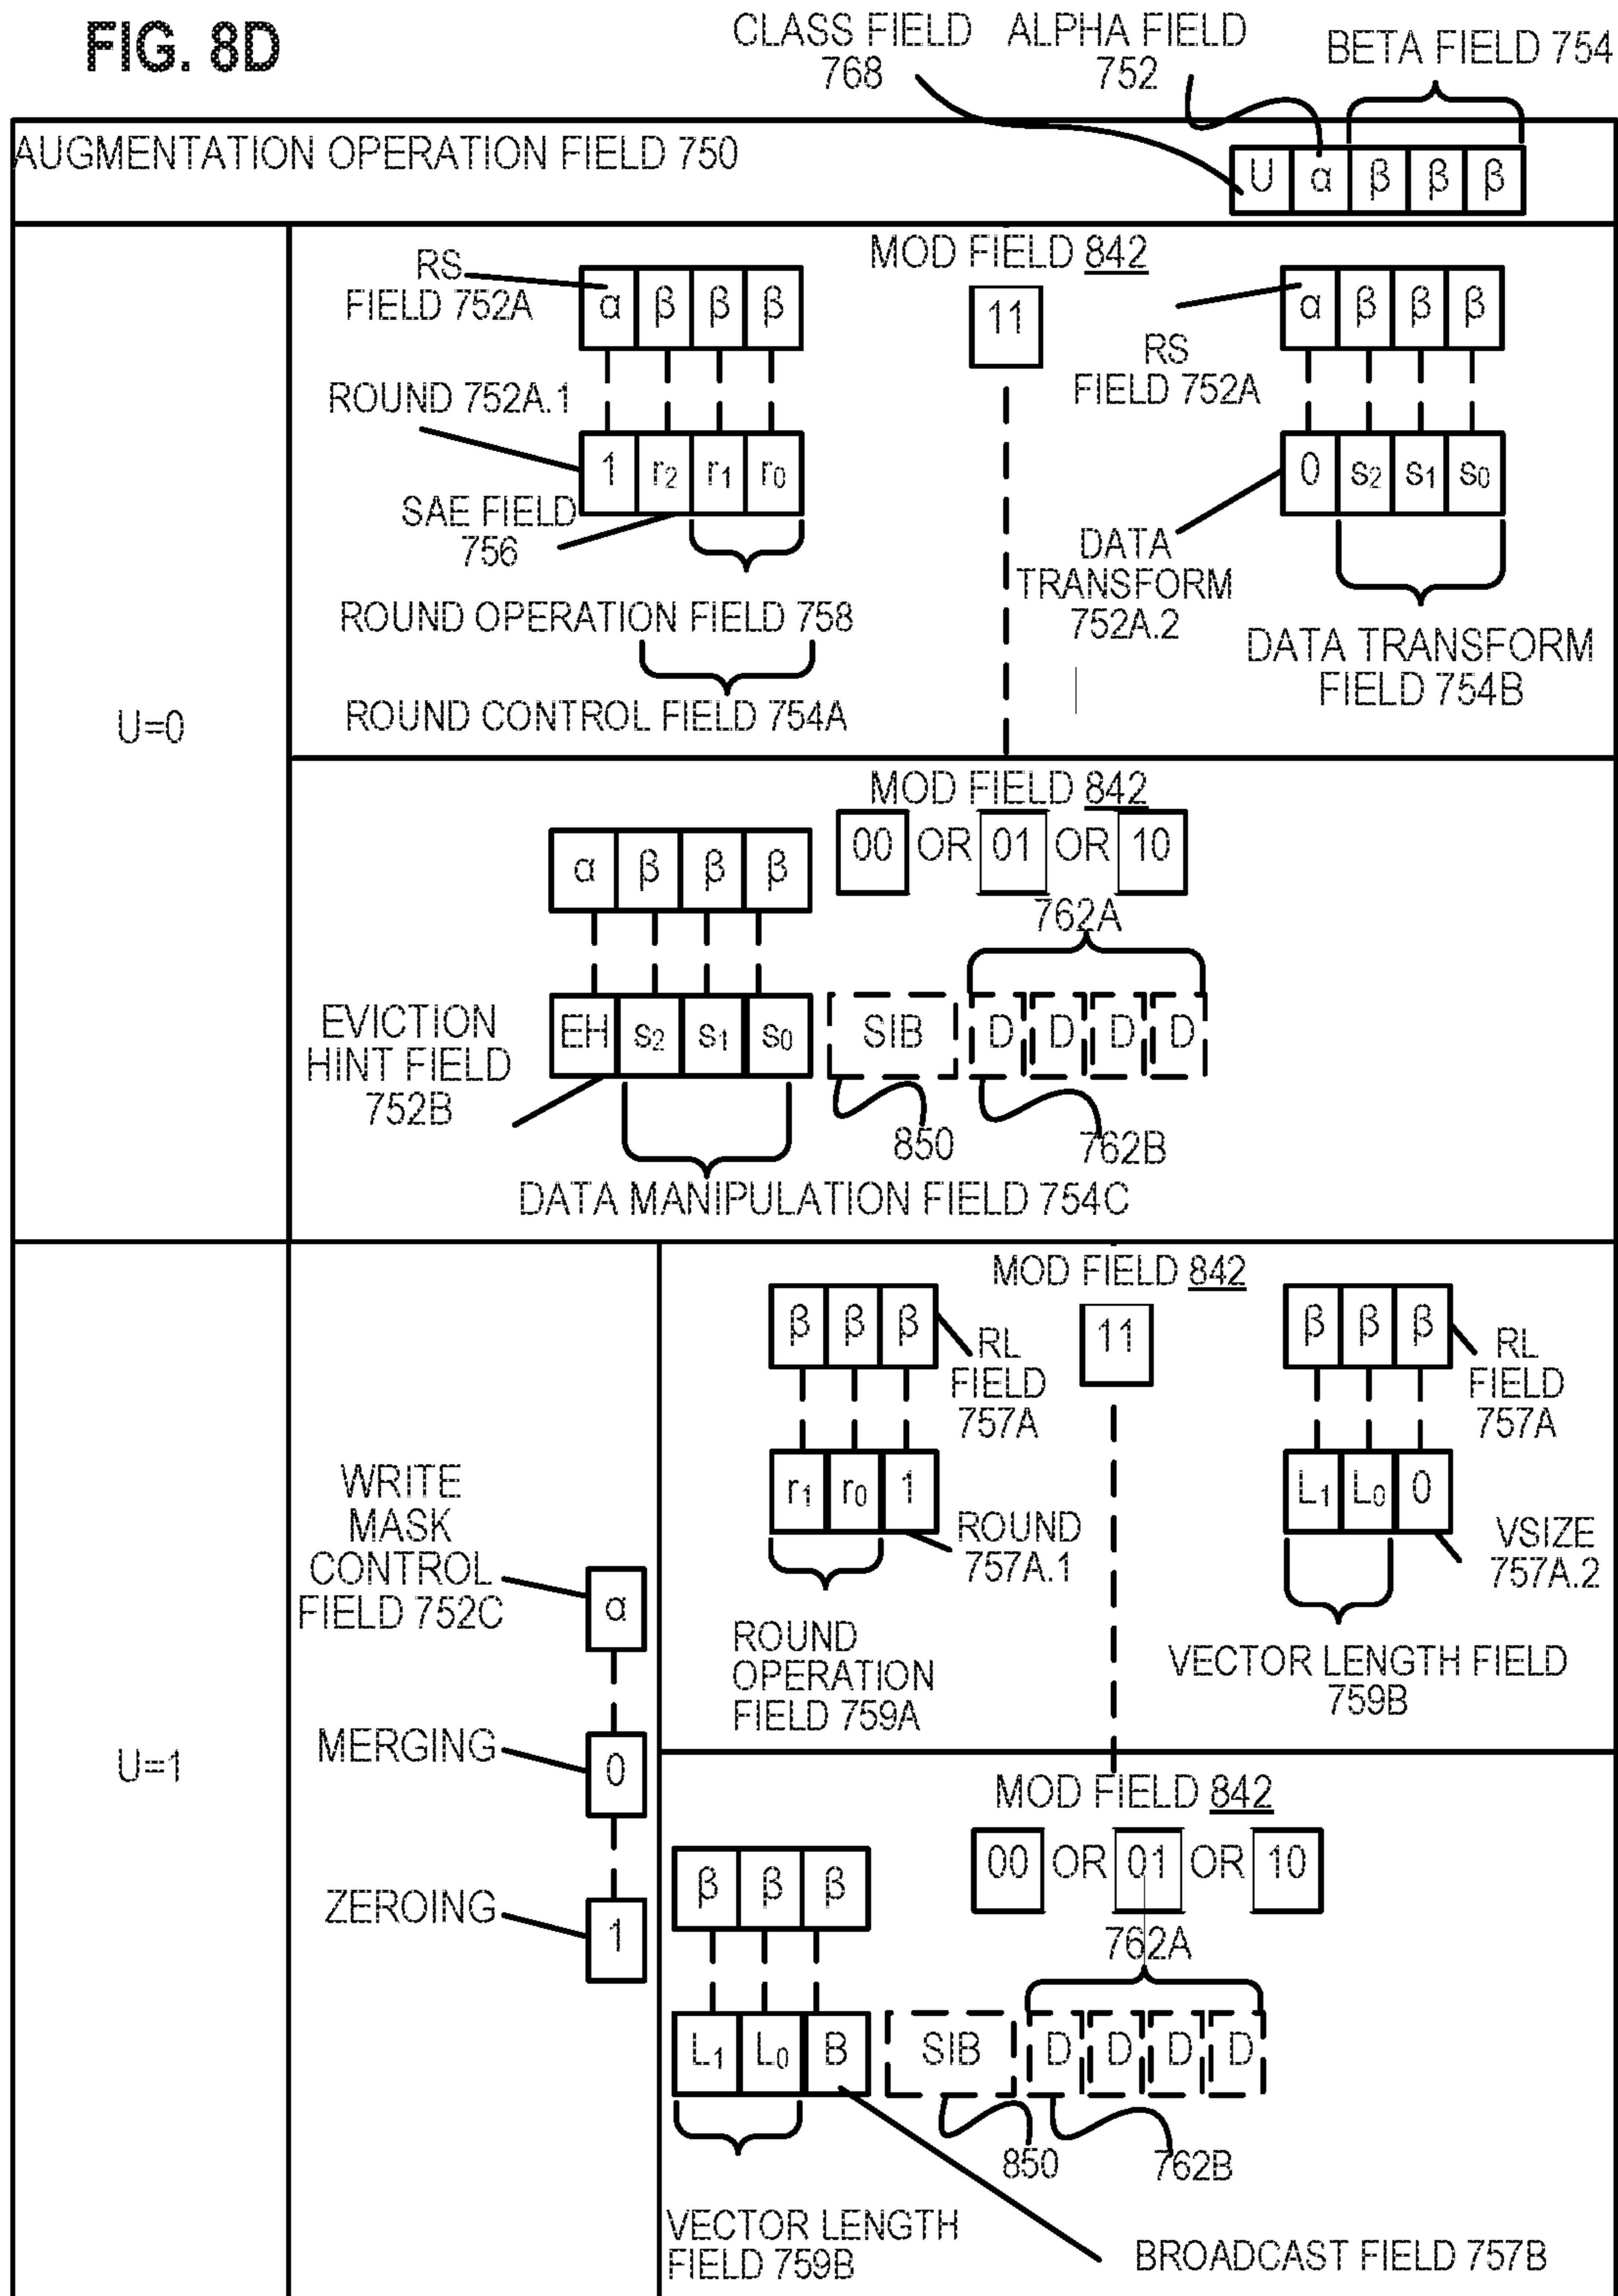 FIG. 8D
CLASS FIELD
768
ALPHA FIELD
752
BETA FIELD 754
AUGMENTATION OPERATION FIELD 750
U α β β β
U=0
MOD FIELD 842
11
RS
FIELD 752A
α β β β
ROUND 752A.1
1 r₂ r₁ r₀
SAE FIELD
756
ROUND OPERATION FIELD 758
ROUND CONTROL FIELD 754A
α β β β
RS
FIELD 752A
0 s₂ s₁ s₀
DATA
TRANSFORM
752A.2
DATA TRANSFORM
FIELD 754B
MOD FIELD 842
00 OR 01 OR 10
α β β β
762A
EVICTION
HINT FIELD
752B
EH s₂ s₁ s₀ SIB D D D D
850
762B
DATA MANIPULATION FIELD 754C
U=1
WRITE
MASK
CONTROL
FIELD 752C
α
MERGING
0
ZEROING
1
MOD FIELD 842
11
β β β
RL
FIELD
757A
r₁ r₀ 1
ROUND
757A.1
ROUND
OPERATION
FIELD 759A
β β β
RL
FIELD
757A
L₁ L₀ 0
VSIZE
757A.2
VECTOR LENGTH FIELD
759B
MOD FIELD 842
00 OR 01 OR 10
β β β
762A
L₁ L₀ B SIB D D D D
850
762B
VECTOR LENGTH
FIELD 759B
BROADCAST FIELD 757B